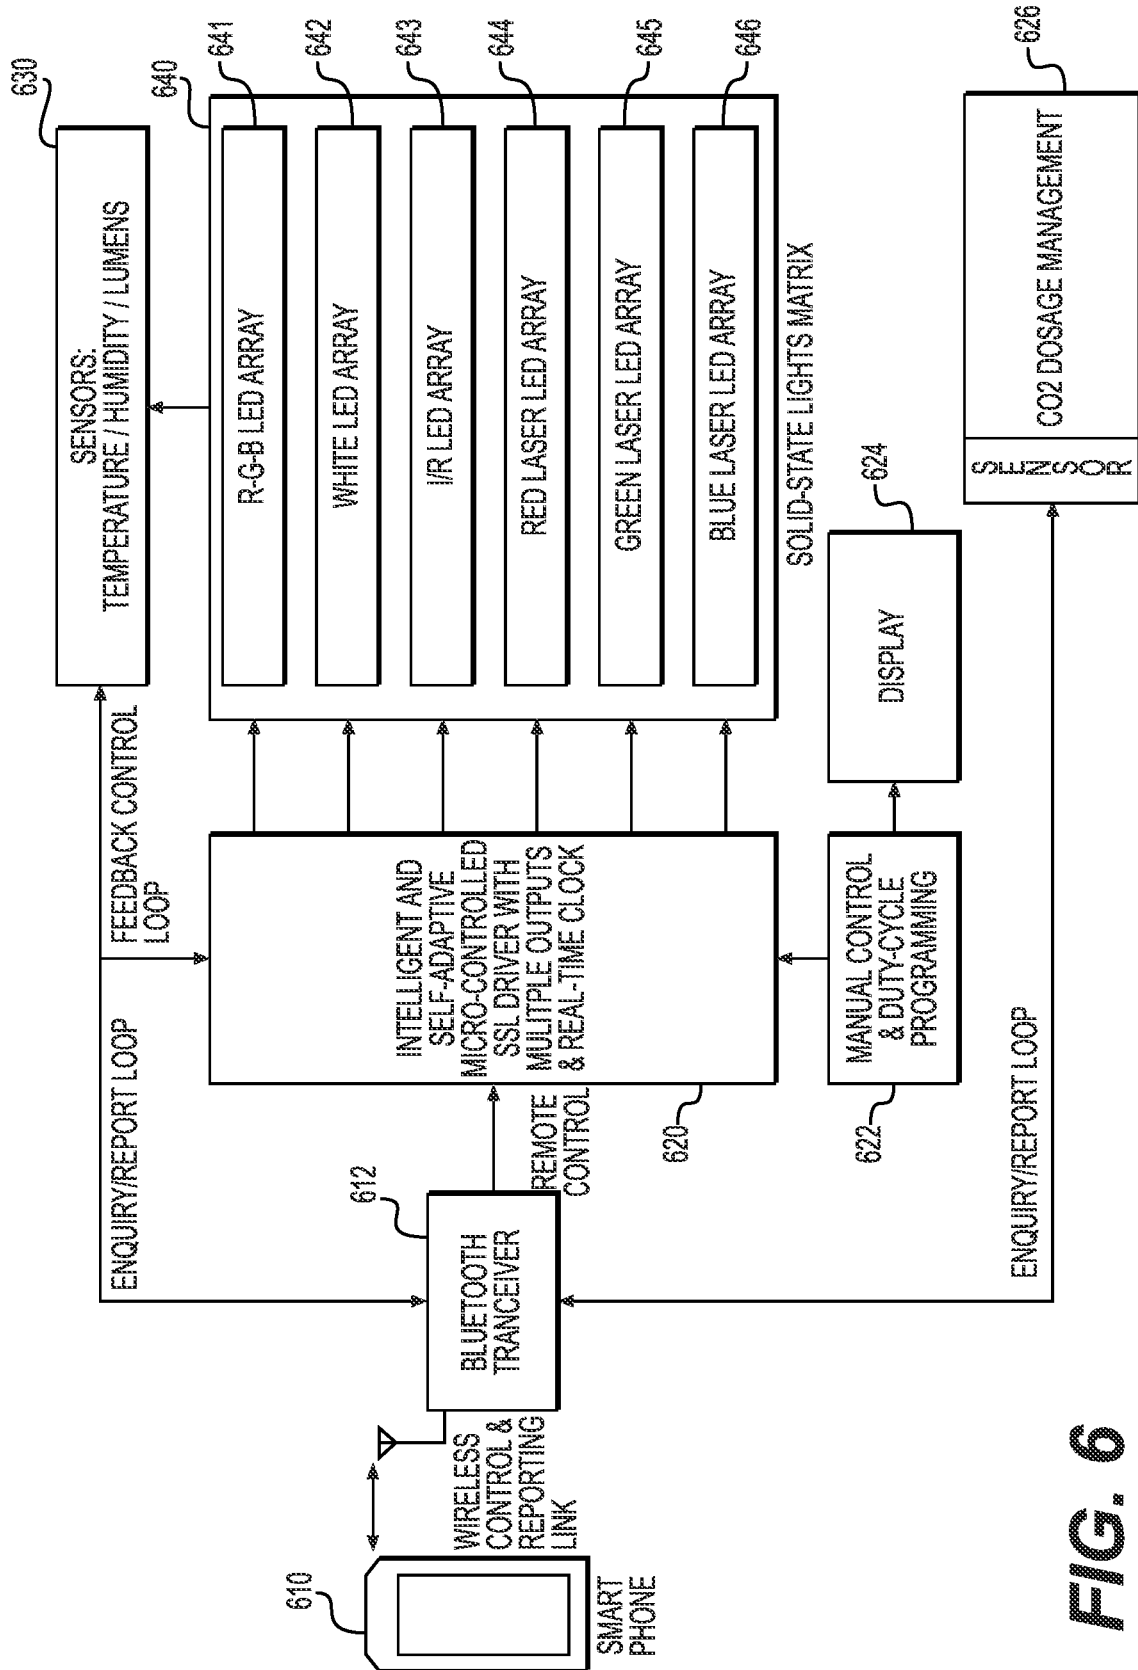 630
SENSORS:
TEMPERATURE / HUMIDITY / LUMENS
ENQUIRY/REPORT LOOP
FEEDBACK CONTROL
LOOP
640
641
R-G-B LED ARRAY
642
WHITE LED ARRAY
643
I/R LED ARRAY
644
RED LASER LED ARRAY
645
GREEN LASER LED ARRAY
646
BLUE LASER LED ARRAY
SOLID-STATE LIGHTS MATRIX
610
SMART
PHONE
WIRELESS
CONTROL &
REPORTING
LINK
612
BLUETOOTH
TRANCEIVER
REMOTE
CONTROL
INTELLIGENT AND
SELF-ADAPTIVE
MICRO-CONTROLLED
SSL DRIVER WITH
MULITPLE OUTPUTS
& REAL-TIME CLOCK
620
MANUAL CONTROL
& DUTY-CYCLE
PROGRAMMING
622
DISPLAY
624
ENQUIRY/REPORT LOOP
SENSOR
CO2 DOSAGE MANAGEMENT
626
FIG. 6